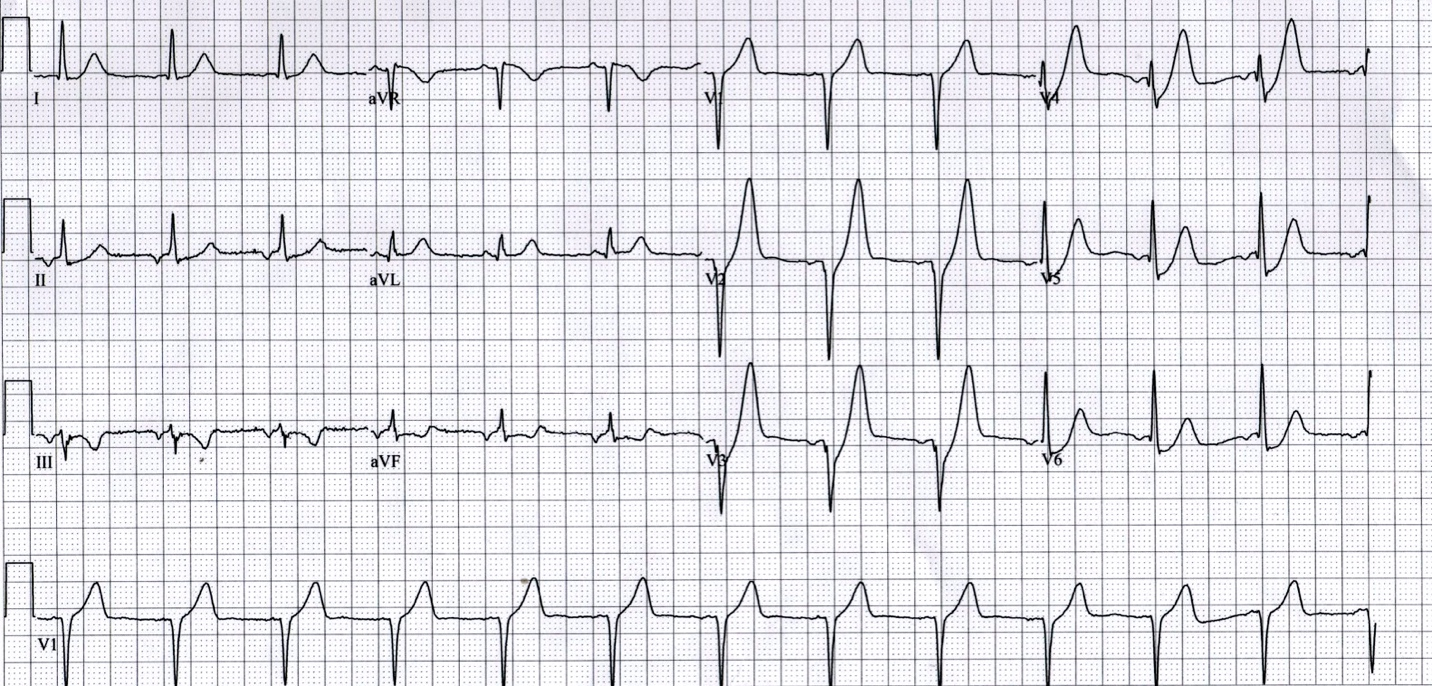 I aVR V1 V4
II aVL V2 V5
III aVF V3 V6
V1